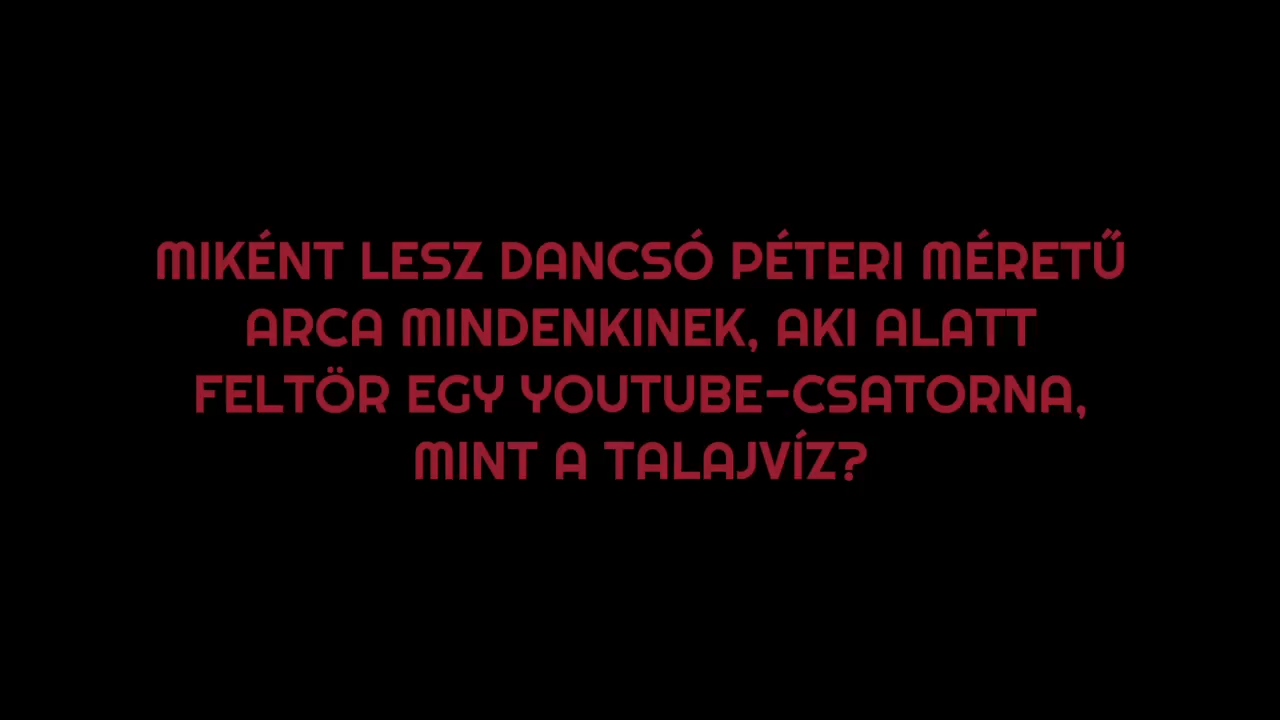 MIKÉNT LESZ DANCSÓ PÉTERI MÉRETŰ
ARCA MINDENKINEK, AKI ALATT
FELTÖR EGY YOUTUBE-CSATORNA,
MINT A TALAJVÍZ?